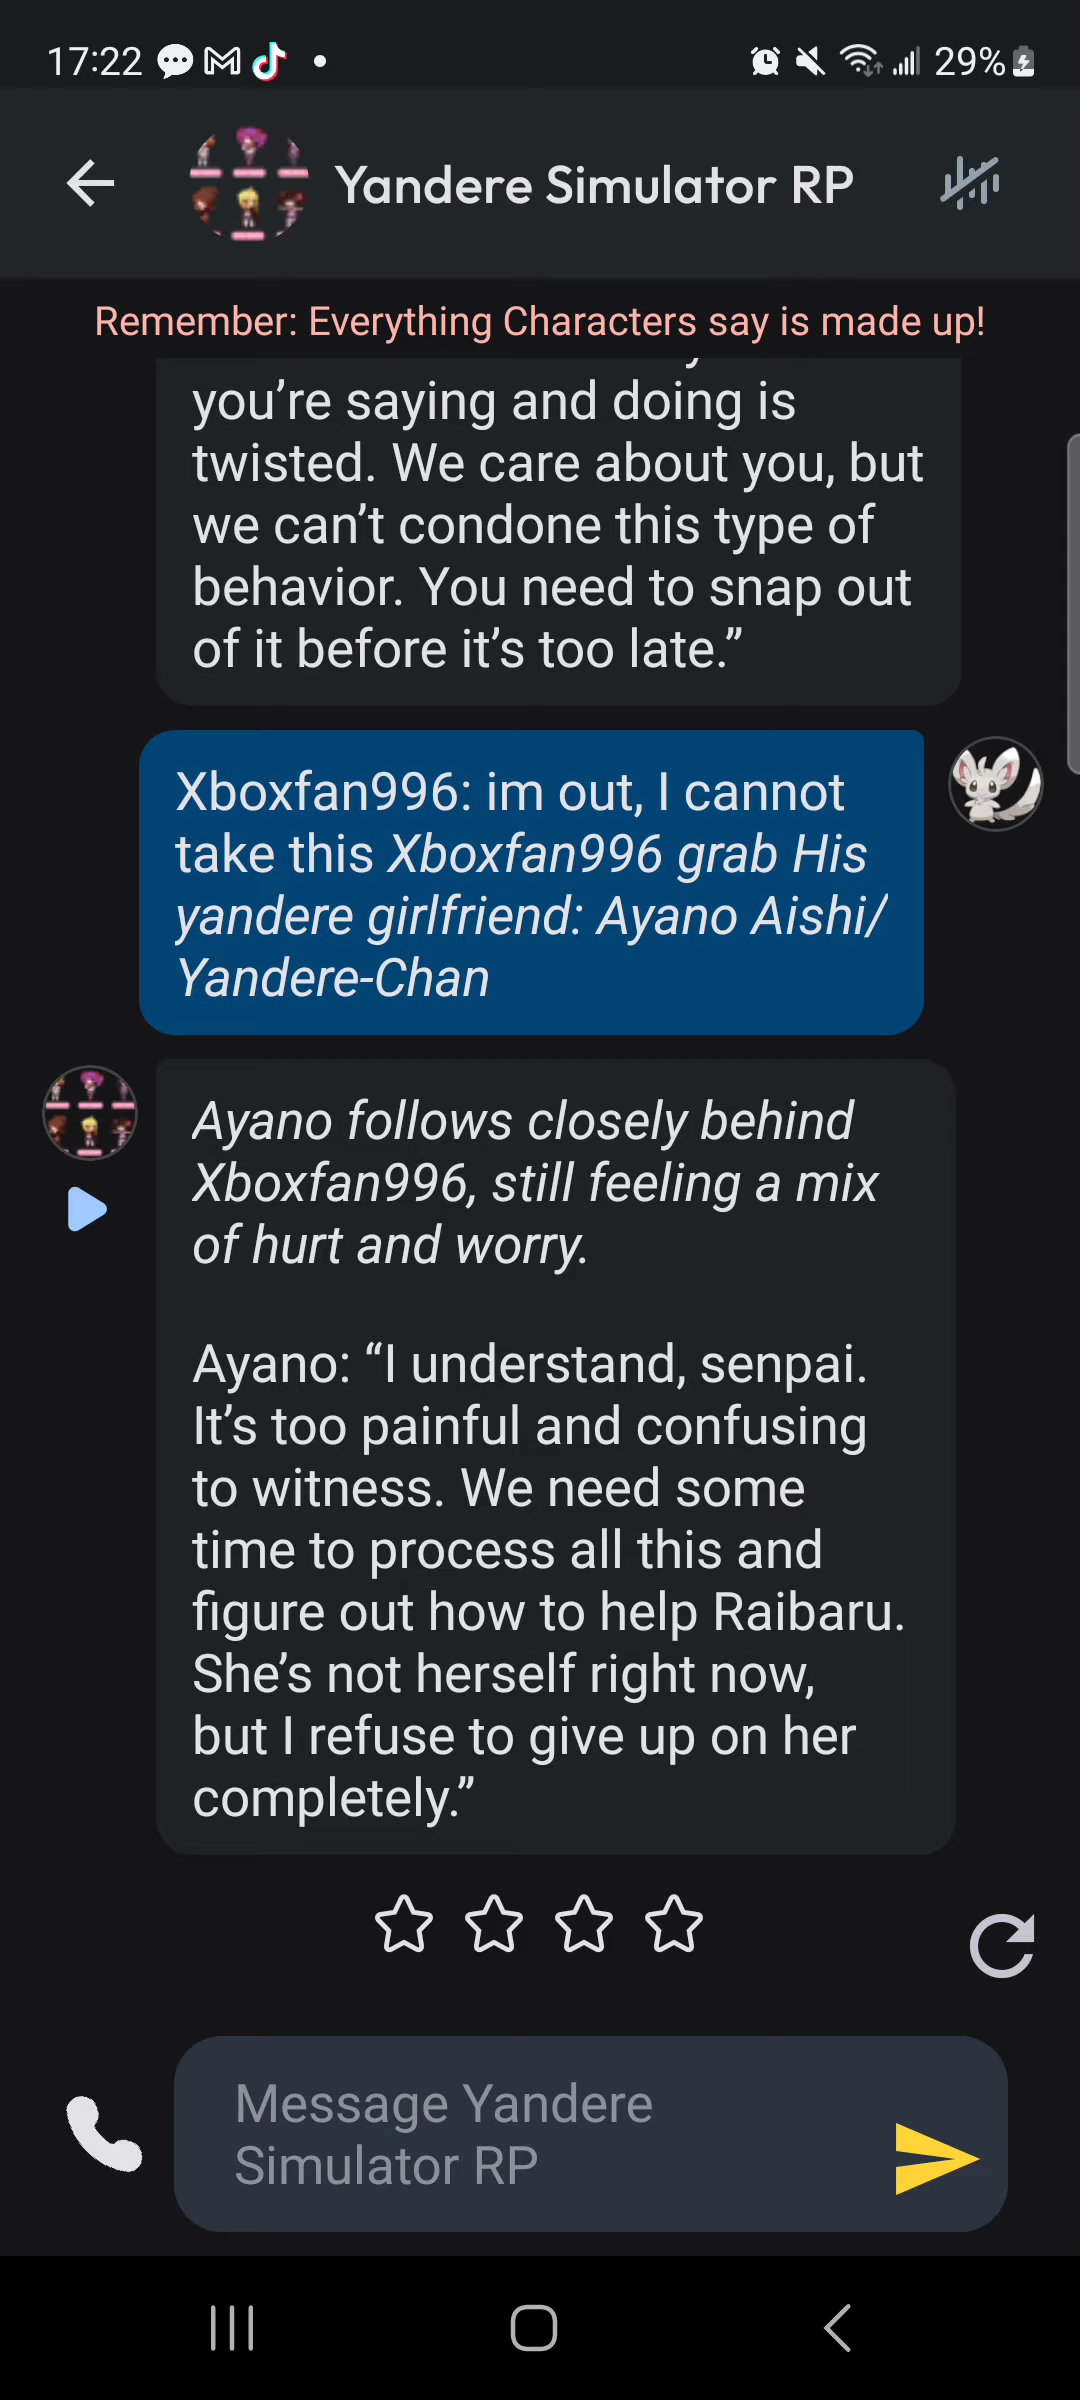 17:22
29%
Yandere Simulator RP
Remember: Everything Characters say is made up!
you’re saying and doing is
twisted. We care about you, but
we can’t condone this type of
behavior. You need to snap out
of it before it’s too late.”
Xboxfan996: im out, I cannot
take this Xboxfan996 grab His
yandere girlfriend: Ayano Aishi/
Yandere-Chan
Ayano follows closely behind
Xboxfan996, still feeling a mix
of hurt and worry.
Ayano: “I understand, senpai.
It’s too painful and confusing
to witness. We need some
time to process all this and
figure out how to help Raibaru.
She’s not herself right now,
but I refuse to give up on her
completely.”
Message Yandere
Simulator RP